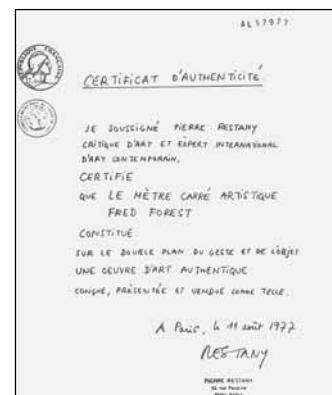 AL 57977
RÉPUBLIQUE FRANÇAISE
CERTIFICAT D'AUTHENTICITÉ
JE SOUSSIGNÉ PIERRE RESTANY
CRITIQUE D'ART ET EXPERT INTERNATIONAL
D'ART CONTEMPORAIN,
CERTIFIE
QUE LE MÈTRE CARRÉ ARTISTIQUE
FRED FOREST
CONSTITUE
SUR LE DOUBLE PLAN DU GESTE ET DE L'OBJET
UNE OEUVRE D'ART AUTHENTIQUE
CONÇUE, PRÉSENTÉE ET VENDUE COMME TELLE.
A Paris, le 11 août 1977
RESTANY
PIERRE RESTANY